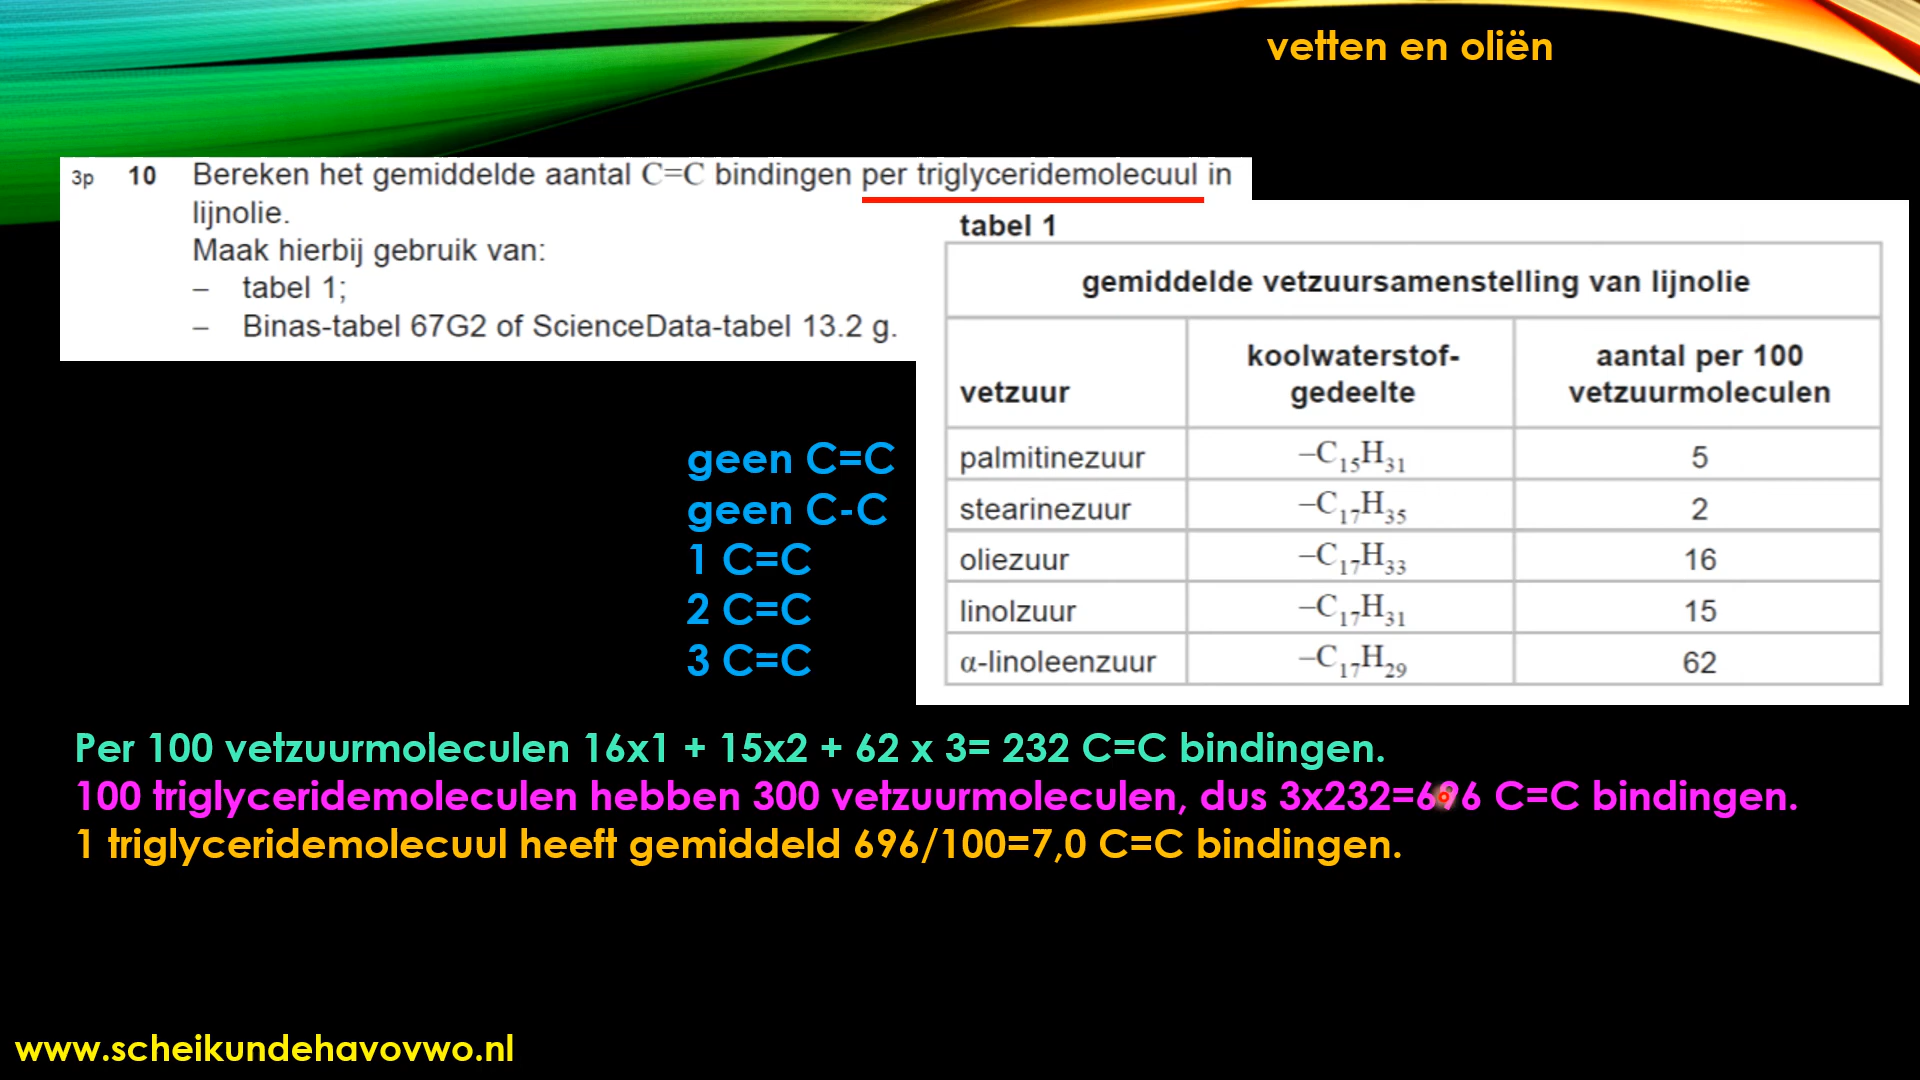 vetten en oliën
3p 10 Bereken het gemiddelde aantal C=C bindingen per triglyceridemolecuul in
lijnolie.
Maak hierbij gebruik van:
– tabel 1;
– Binas-tabel 67G2 of ScienceData-tabel 13.2 g.
tabel 1
gemiddelde vetzuursamenstelling van lijnolie
vetzuur koolwaterstof-gedeelte aantal per 100 vetzuurmoleculen
palmitinezuur –C₁₅H₃₁ 5
stearinezuur –C₁₇H₃₅ 2
oliezuur –C₁₇H₃₃ 16
linolzuur –C₁₇H₃₁ 15
α-linoleenzuur –C₁₇H₂₉ 62
geen C=C
geen C-C
1 C=C
2 C=C
3 C=C
Per 100 vetzuurmoleculen 16x1 + 15x2 + 62 x 3= 232 C=C bindingen.
100 triglyceridemoleculen hebben 300 vetzuurmoleculen, dus 3x232=696 C=C bindingen.
1 triglyceridemolecuul heeft gemiddeld 696/100=7,0 C=C bindingen.
www.scheikundehavovwo.nl